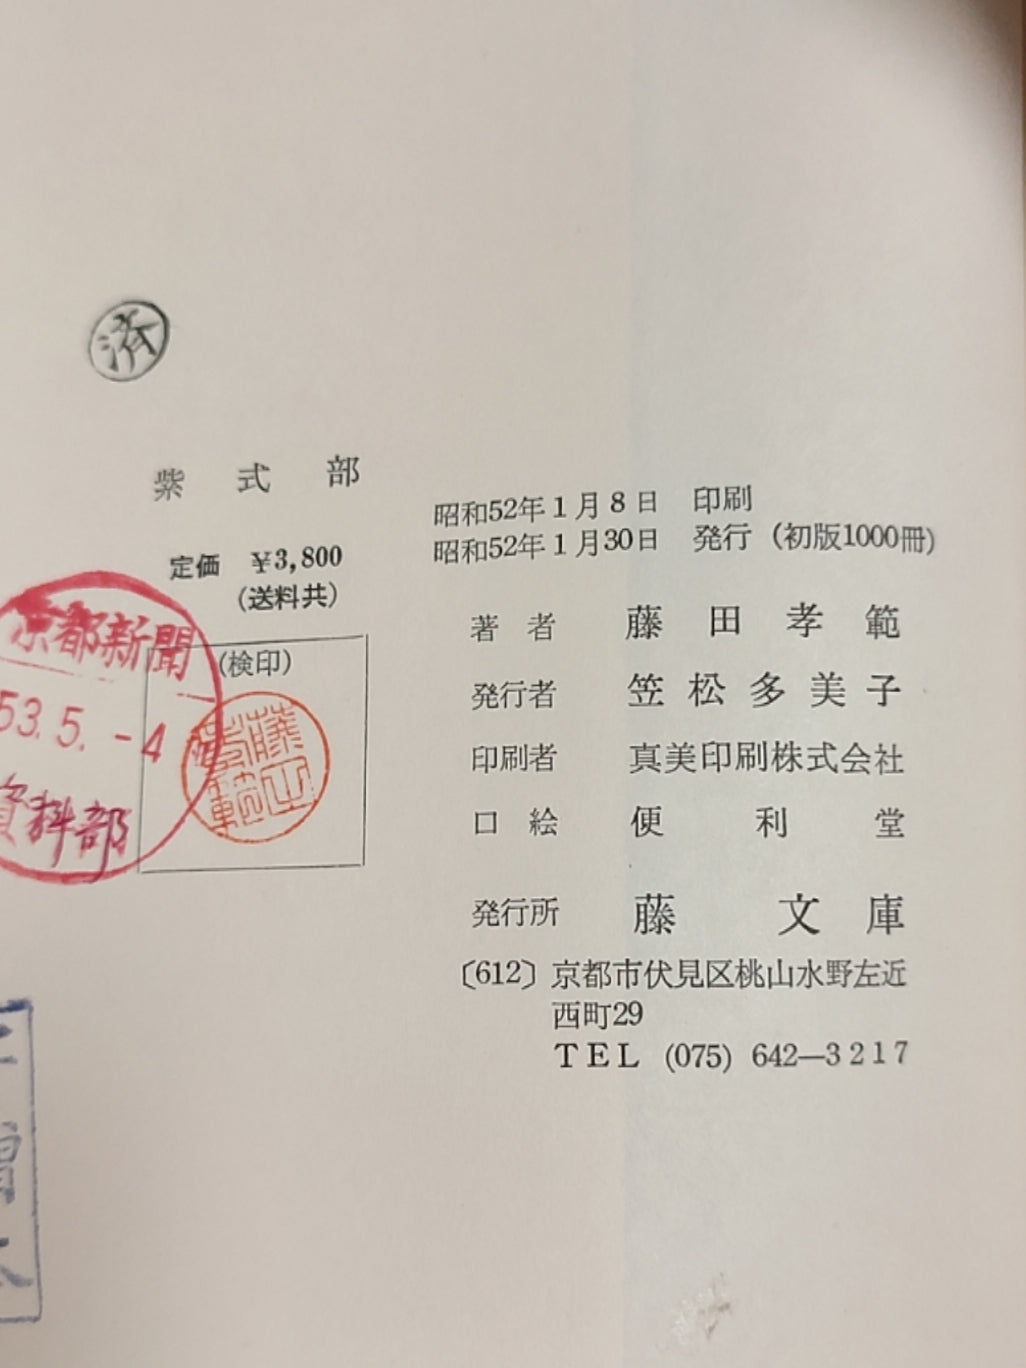 済
紫式部
定価 ¥3,800
(送料共)
(検印)
藤田孝範
京都新聞
53.5.-4
資料部
昭和52年1月8日 印刷
昭和52年1月30日 発行 (初版1000冊)
著者 藤田孝範
発行者 笠松多美子
印刷者 真美印刷株式会社
口絵 便利堂
発行所 藤文庫
〔612〕 京都市伏見区桃山水野左近
西町29
TEL (075) 642―3217